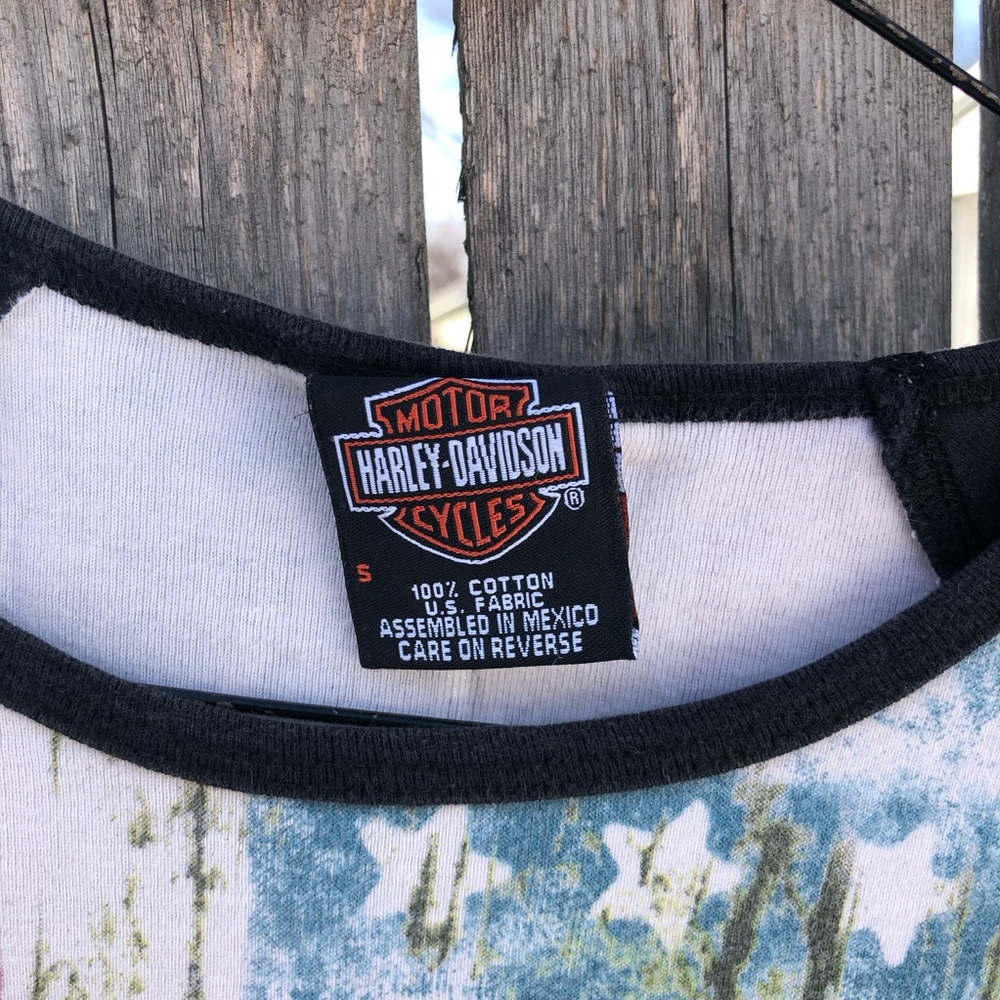 MOTOR
HARLEY-DAVIDSON
CYCLES
®
S
100% COTTON
U.S. FABRIC
ASSEMBLED IN MEXICO
CARE ON REVERSE